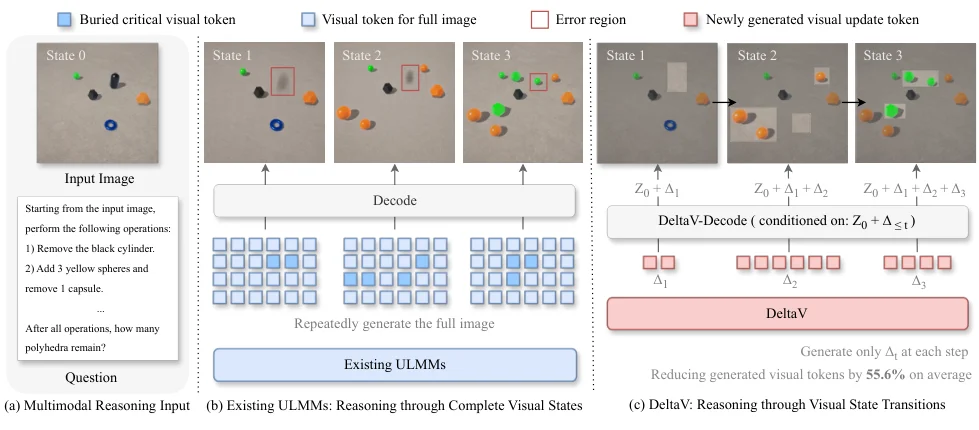 Buried critical visual token
Visual token for full image
Error region
Newly generated visual update token
State 0
Input Image
Starting from the input image,
perform the following operations:
1) Remove the black cylinder.
2) Add 3 yellow spheres and
remove 1 capsule.
...
After all operations, how many
polyhedra remain?
Question
(a) Multimodal Reasoning Input
State 1
State 2
State 3
Decode
Repeatedly generate the full image
Existing ULMMs
(b) Existing ULMMs: Reasoning through Complete Visual States
State 1
State 2
State 3
Z₀ + Δ₁
Z₀ + Δ₁ + Δ₂
Z₀ + Δ₁ + Δ₂ + Δ₃
DeltaV-Decode ( conditioned on: Z₀ + Δ ≤ t )
Δ₁
Δ₂
Δ₃
DeltaV
Generate only Δt at each step
Reducing generated visual tokens by 55.6% on average
(c) DeltaV: Reasoning through Visual State Transitions